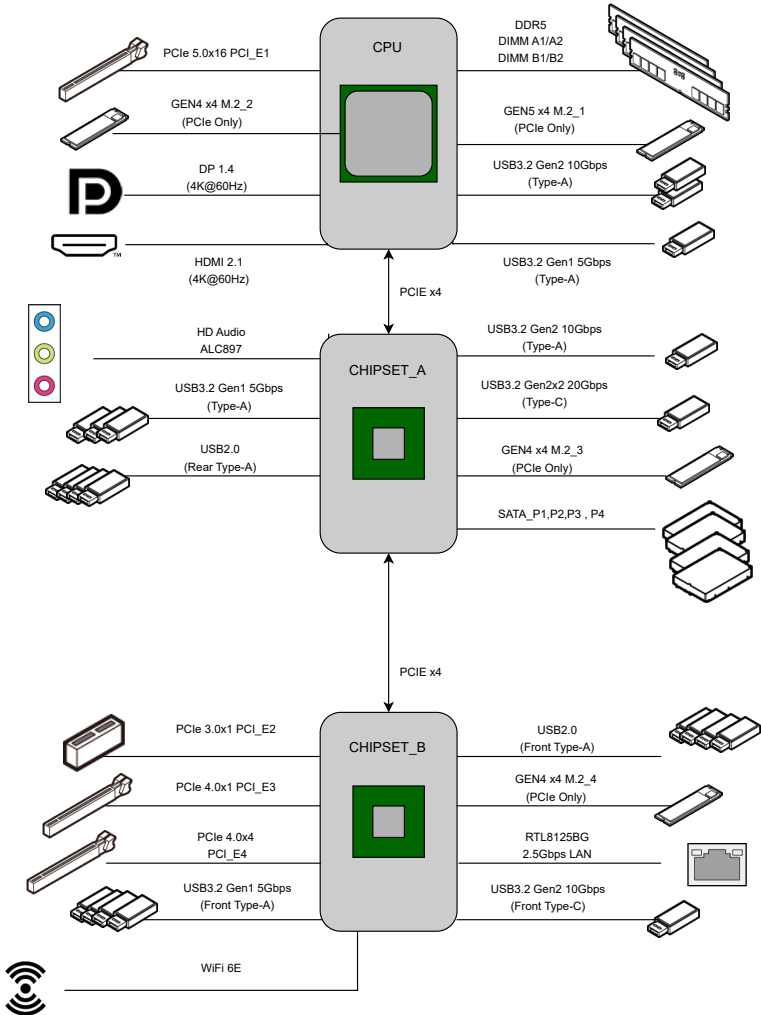 CPU
PCIe 5.0x16 PCI_E1
GEN4 x4 M.2_2
(PCIe Only)
DP 1.4
(4K@60Hz)
HDMI 2.1
(4K@60Hz)
TM
DDR5
DIMM A1/A2
DIMM B1/B2
GEN5 x4 M.2_1
(PCIe Only)
USB3.2 Gen2 10Gbps
(Type-A)
USB3.2 Gen1 5Gbps
(Type-A)
PCIE x4
CHIPSET_A
HD Audio
ALC897
USB3.2 Gen1 5Gbps
(Type-A)
USB2.0
(Rear Type-A)
USB3.2 Gen2 10Gbps
(Type-A)
USB3.2 Gen2x2 20Gbps
(Type-C)
GEN4 x4 M.2_3
(PCIe Only)
SATA_P1,P2,P3 , P4
PCIE x4
CHIPSET_B
PCIe 3.0x1 PCI_E2
PCIe 4.0x1 PCI_E3
PCIe 4.0x4
PCI_E4
USB3.2 Gen1 5Gbps
(Front Type-A)
WiFi 6E
USB2.0
(Front Type-A)
GEN4 x4 M.2_4
(PCIe Only)
RTL8125BG
2.5Gbps LAN
USB3.2 Gen2 10Gbps
(Front Type-C)